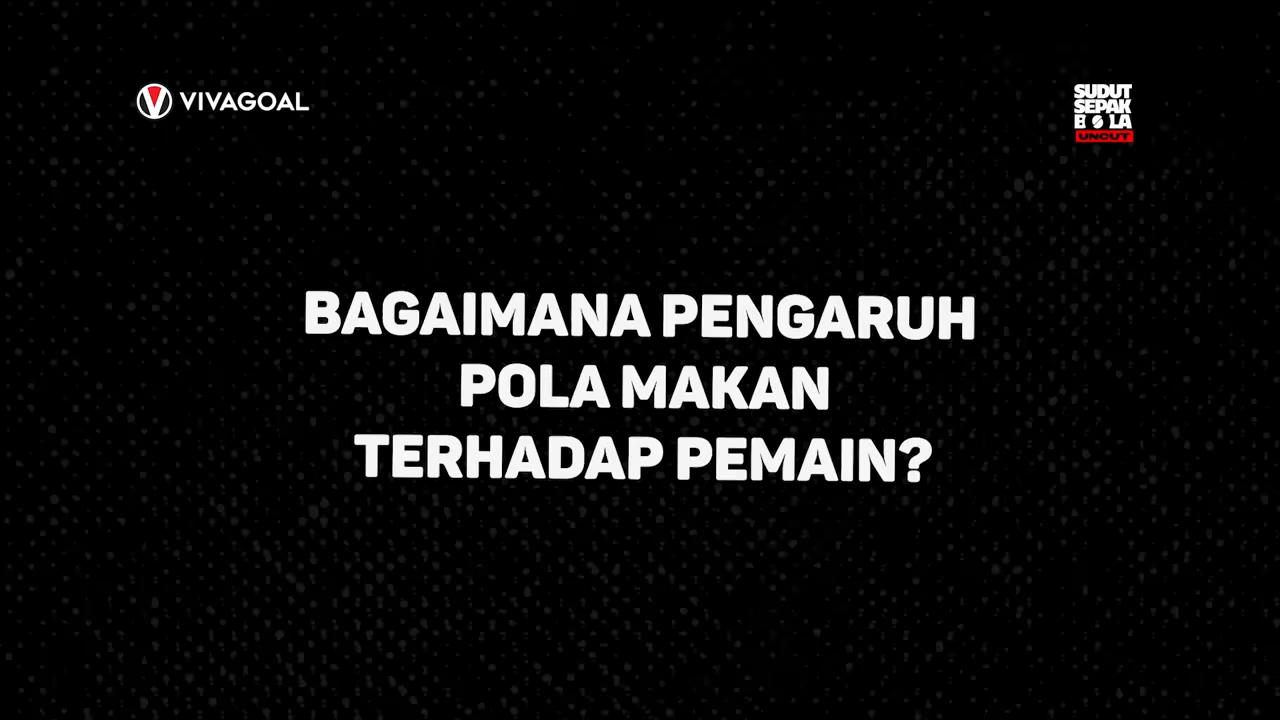 VIVAGOAL
SUDUT
SEPAK
BOLA
UNCUT
BAGAIMANA PENGARUH
POLA MAKAN
TERHADAP PEMAIN?